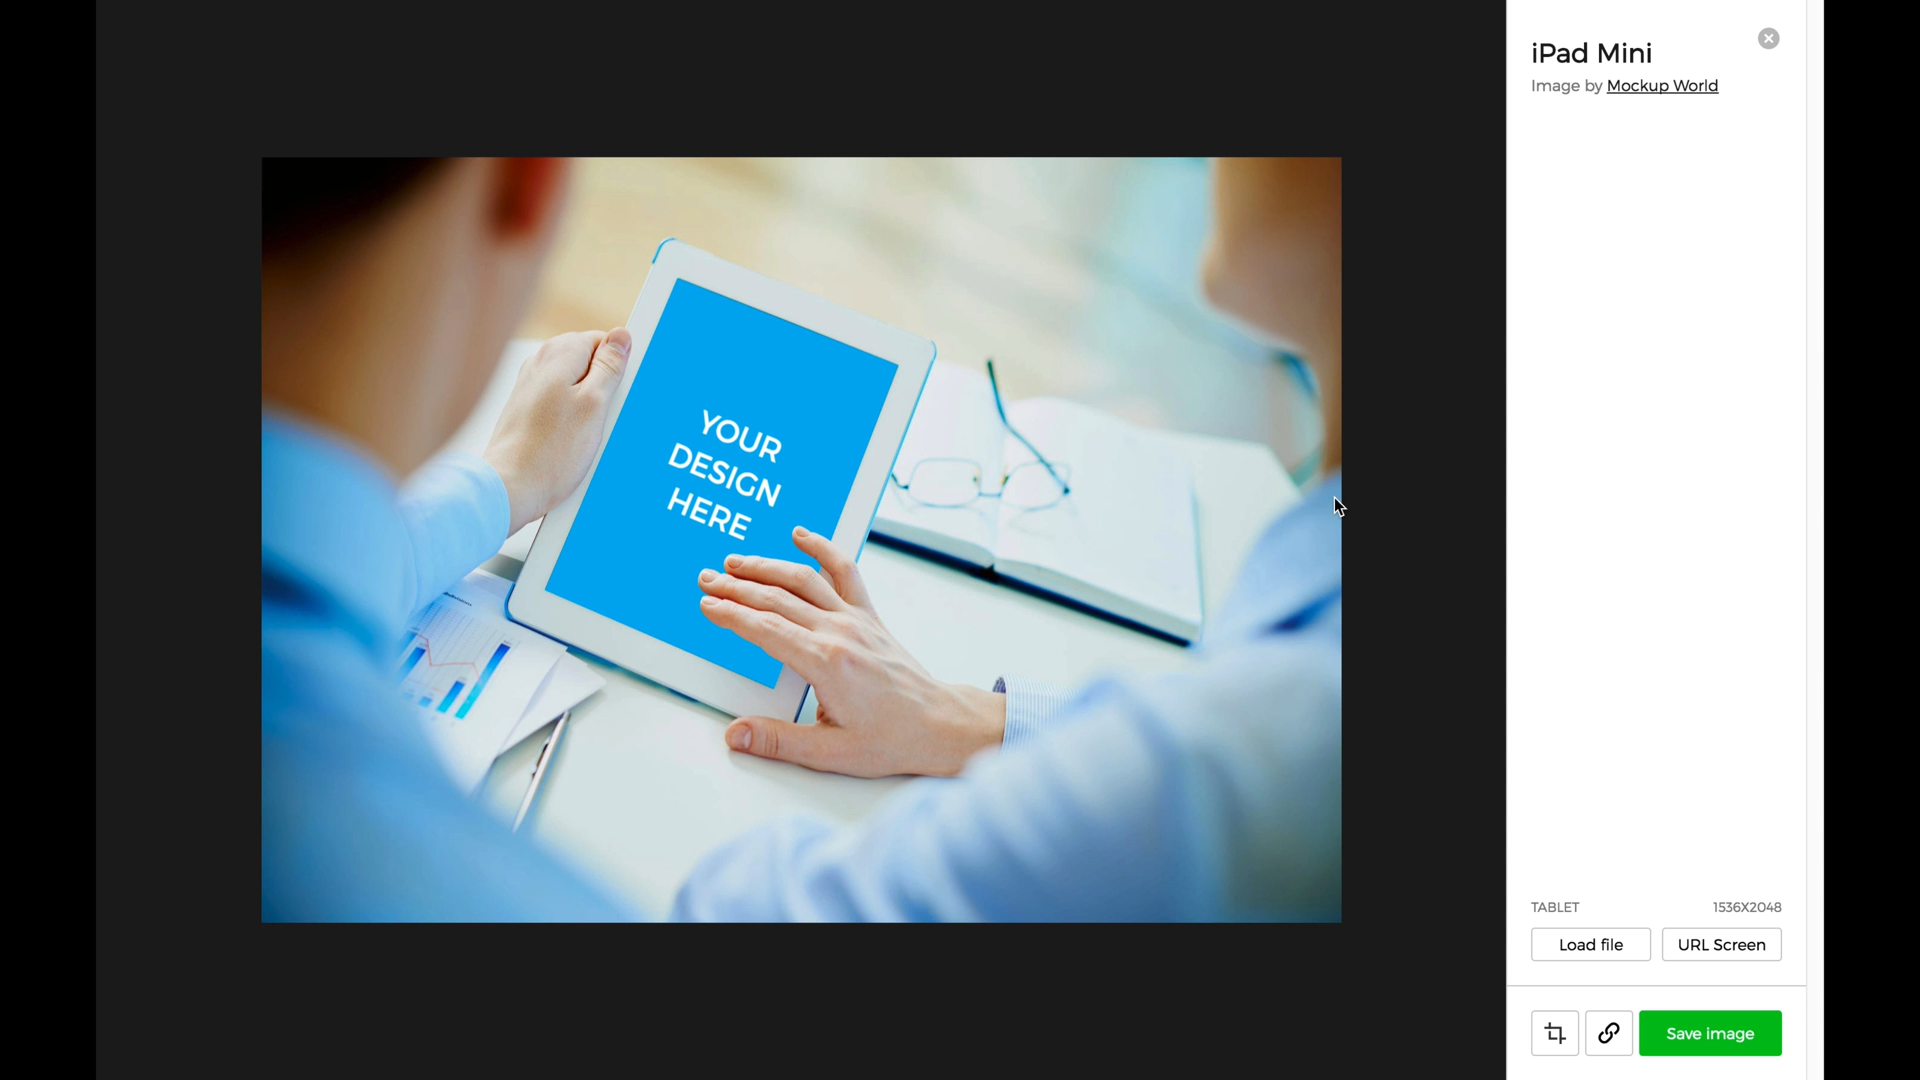 iPad Mini
Image by Mockup World
YOUR
DESIGN
HERE
TABLET 1536X2048
Load file URL Screen
Save image